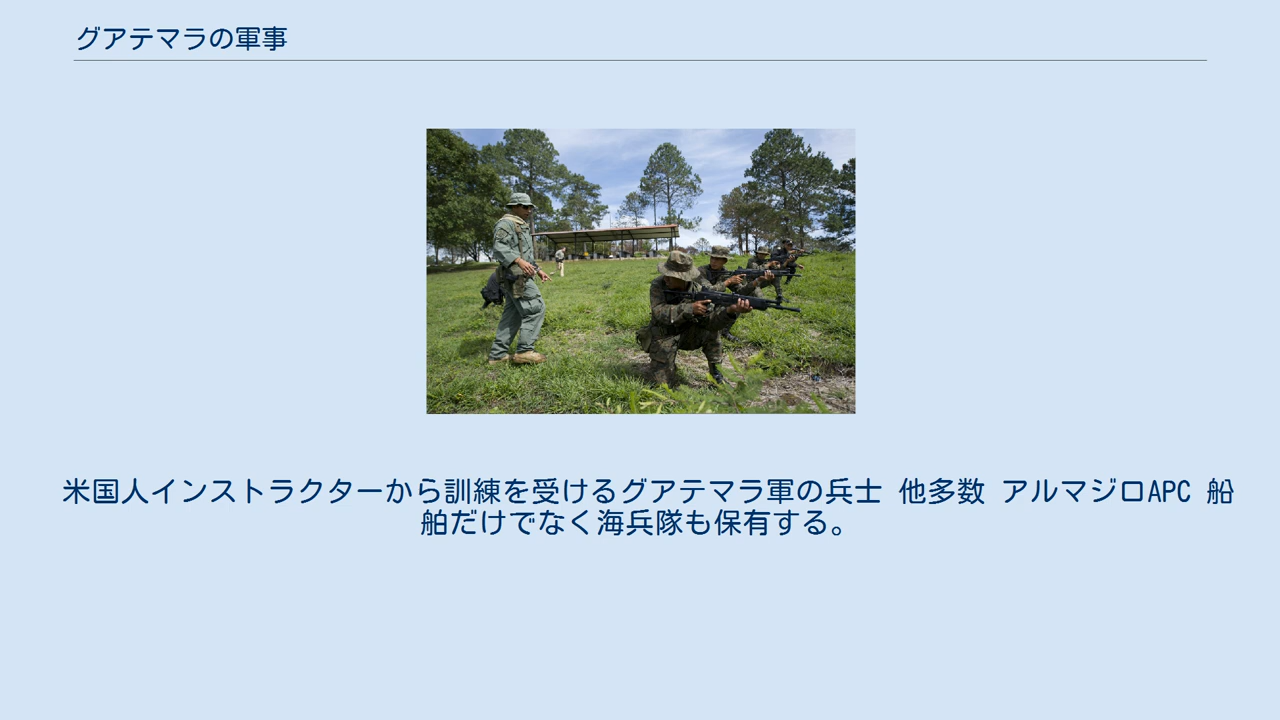 グアテマラの軍事
米国人インストラクターから訓練を受けるグアテマラ軍の兵士 他多数 アルマジロAPC 船
舶だけでなく海兵隊も保有する。